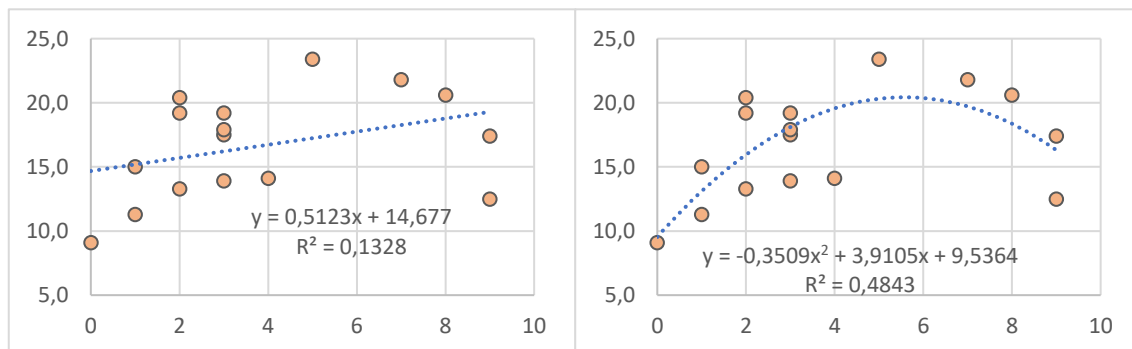 25,0
20,0
15,0
10,0
5,0
0 2 4 6 8 10
y = 0,5123x + 14,677
R² = 0,1328
25,0
20,0
15,0
10,0
5,0
0 2 4 6 8 10
y = -0,3509x² + 3,9105x + 9,5364
R² = 0,4843